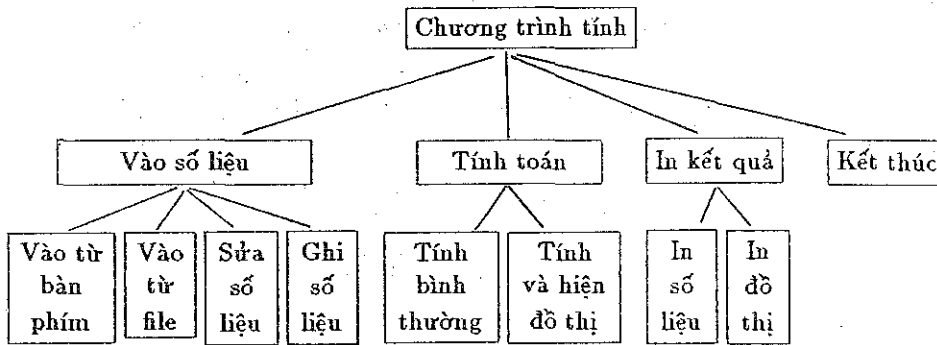 Chương trình tính
Vào số liệu
Tính toán
In kết quả
Kết thúc
Vào từ
bàn
phím
Vào
từ
file
Sửa
số
liệu
Ghi
số
liệu
Tính
bình
thường
Tính
và hiện
đồ thị
In
số
liệu
In
đồ
thị